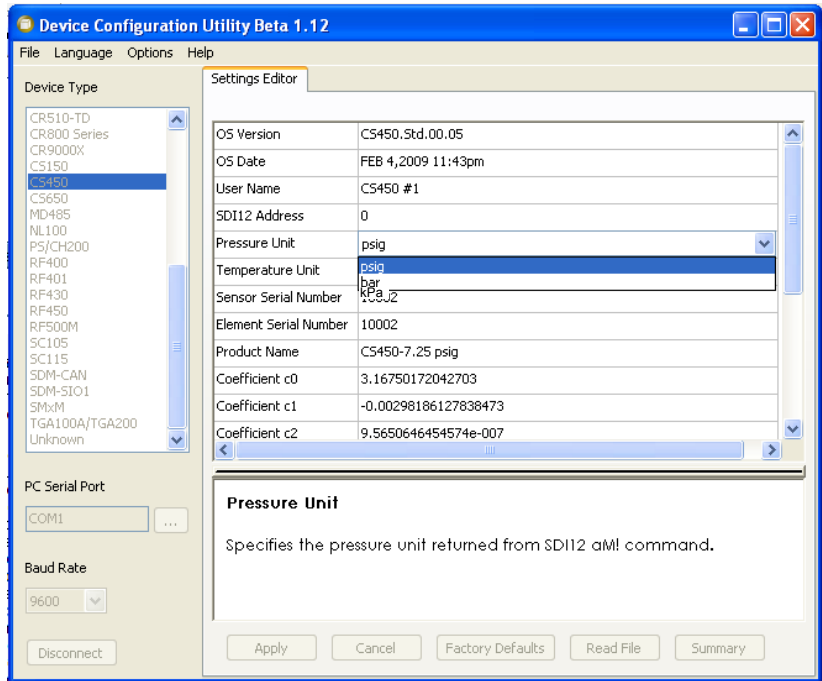 Device Configuration Utility Beta 1.12
File Language Options Help
Device Type
CR510-TD
CR800 Series
CR9000X
CS150
CS450
CS650
MD485
NL100
PS/CH200
RF400
RF401
RF430
RF450
RF500M
SC105
SC115
SDM-CAN
SDM-SIO1
SMxM
TGA100A/TGA200
Unknown
PC Serial Port
COM1
...
Baud Rate
9600
Disconnect
Settings Editor
OS Version CS450.Std.00.05
OS Date FEB 4,2009 11:43pm
User Name CS450 #1
SDI12 Address 0
Pressure Unit psig
psig
bar
kPa
Temperature Unit
Sensor Serial Number
Element Serial Number 10002
Product Name CS450-7.25 psig
Coefficient c0 3.16750172042703
Coefficient c1 -0.00298186127838473
Coefficient c2 9.5650646454574e-007
Pressure Unit
Specifies the pressure unit returned from SDI12 aM! command.
Apply Cancel Factory Defaults Read File Summary